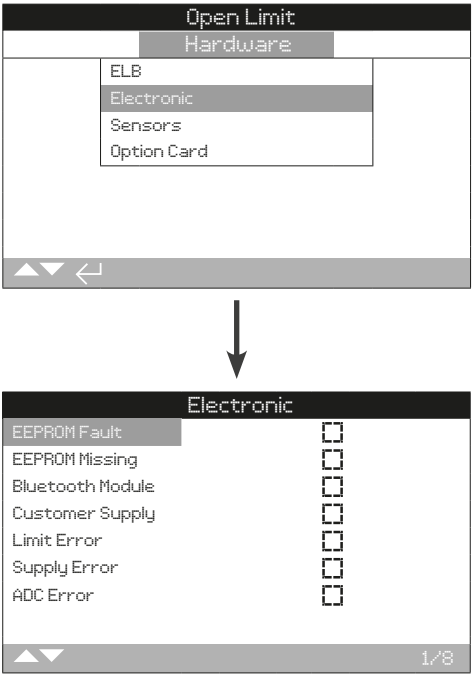 Open Limit
Hardware
ELB
Electronic
Sensors
Option Card
Electronic
EEPROM Fault
EEPROM Missing
Bluetooth Module
Customer Supply
Limit Error
Supply Error
ADC Error
1/8